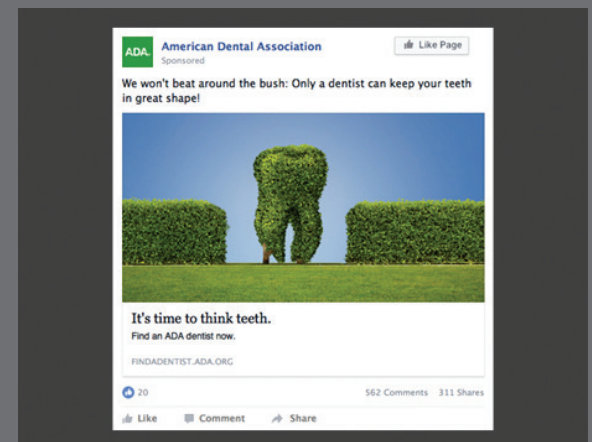 ADA.
American Dental Association
Like Page
Sponsored
We won't beat around the bush: Only a dentist can keep your teeth
in great shape!
It's time to think teeth.
Find an ADA dentist now.
FINDADENTIST.ADA.ORG
20
562 Comments 311 Shares
Like Comment Share